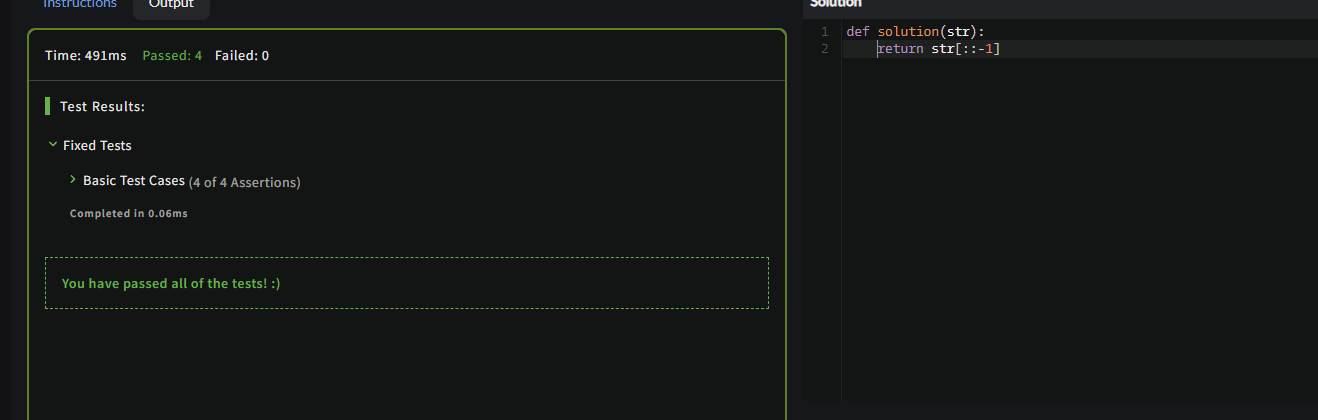 Instructions Output
Time: 491ms Passed: 4 Failed: 0
Test Results:
Fixed Tests
Basic Test Cases (4 of 4 Assertions)
Completed in 0.06ms
You have passed all of the tests! :)
Solution
1 def solution(str):
2 return str[::-1]